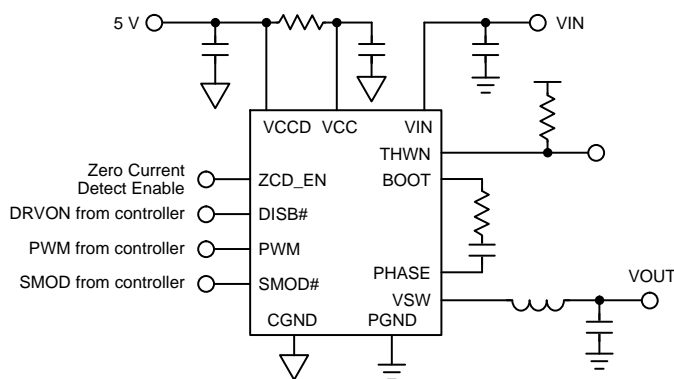 5 V
VIN
VCCD
VCC
VIN
THWN
Zero Current
Detect Enable
ZCD_EN
BOOT
DRVON from controller
DISB#
PWM from controller
PWM
SMOD from controller
SMOD#
PHASE
VSW
VOUT
CGND
PGND